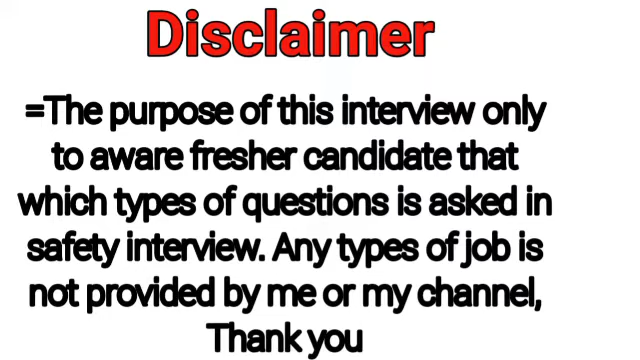 Disclaimer
=The purpose of this interview only
to aware fresher candidate that
which types of questions is asked in
safety interview. Any types of job is
not provided by me or my channel,
Thank you